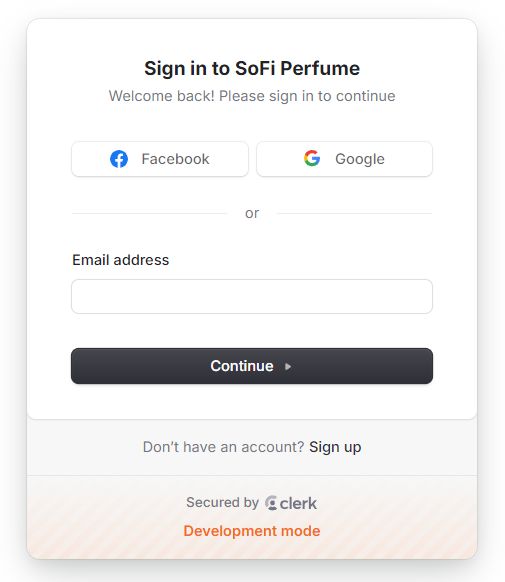 Sign in to SoFi Perfume
Welcome back! Please sign in to continue
Facebook
Google
or
Email address
Continue
Don’t have an account? Sign up
Secured by clerk
Development mode